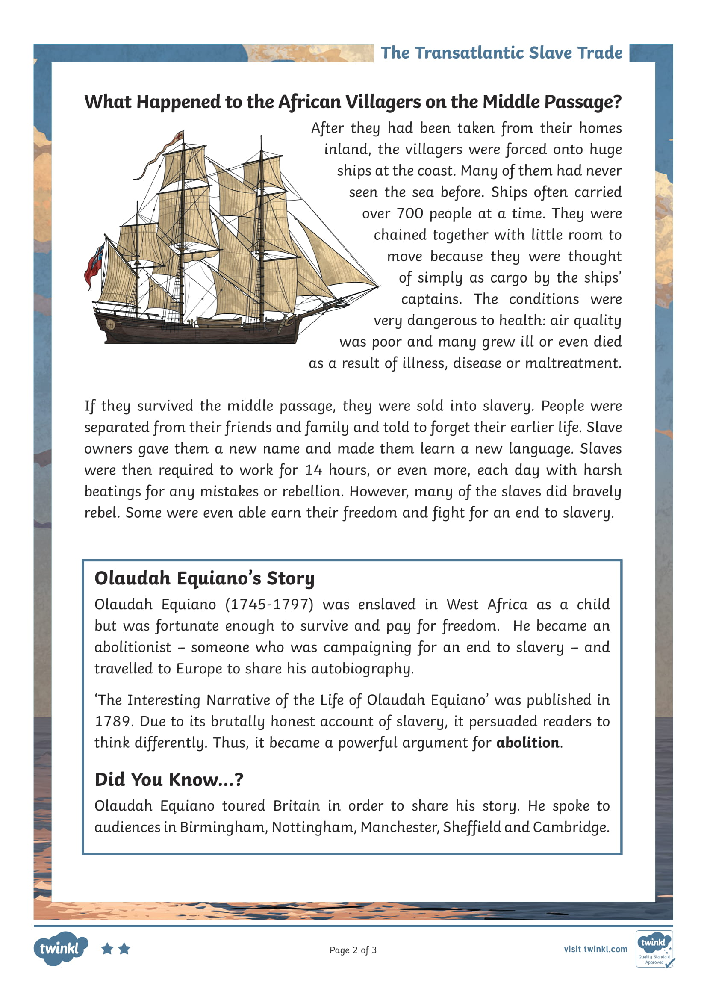 The Transatlantic Slave Trade
What Happened to the African Villagers on the Middle Passage?
After they had been taken from their homes
inland, the villagers were forced onto huge
ships at the coast. Many of them had never
seen the sea before. Ships often carried
over 700 people at a time. They were
chained together with little room to
move because they were thought
of simply as cargo by the ships’
captains. The conditions were
very dangerous to health: air quality
was poor and many grew ill or even died
as a result of illness, disease or maltreatment.
If they survived the middle passage, they were sold into slavery. People were
separated from their friends and family and told to forget their earlier life. Slave
owners gave them a new name and made them learn a new language. Slaves
were then required to work for 14 hours, or even more, each day with harsh
beatings for any mistakes or rebellion. However, many of the slaves did bravely
rebel. Some were even able earn their freedom and fight for an end to slavery.
Olaudah Equiano’s Story
Olaudah Equiano (1745-1797) was enslaved in West Africa as a child
but was fortunate enough to survive and pay for freedom. He became an
abolitionist – someone who was campaigning for an end to slavery – and
travelled to Europe to share his autobiography.
‘The Interesting Narrative of the Life of Olaudah Equiano’ was published in
1789. Due to its brutally honest account of slavery, it persuaded readers to
think differently. Thus, it became a powerful argument for abolition.
Did You Know...?
Olaudah Equiano toured Britain in order to share his story. He spoke to
audiences in Birmingham, Nottingham, Manchester, Sheffield and Cambridge.
twinkl
Page 2 of 3
visit twinkl.com
twinkl
Quality Standard
Approved